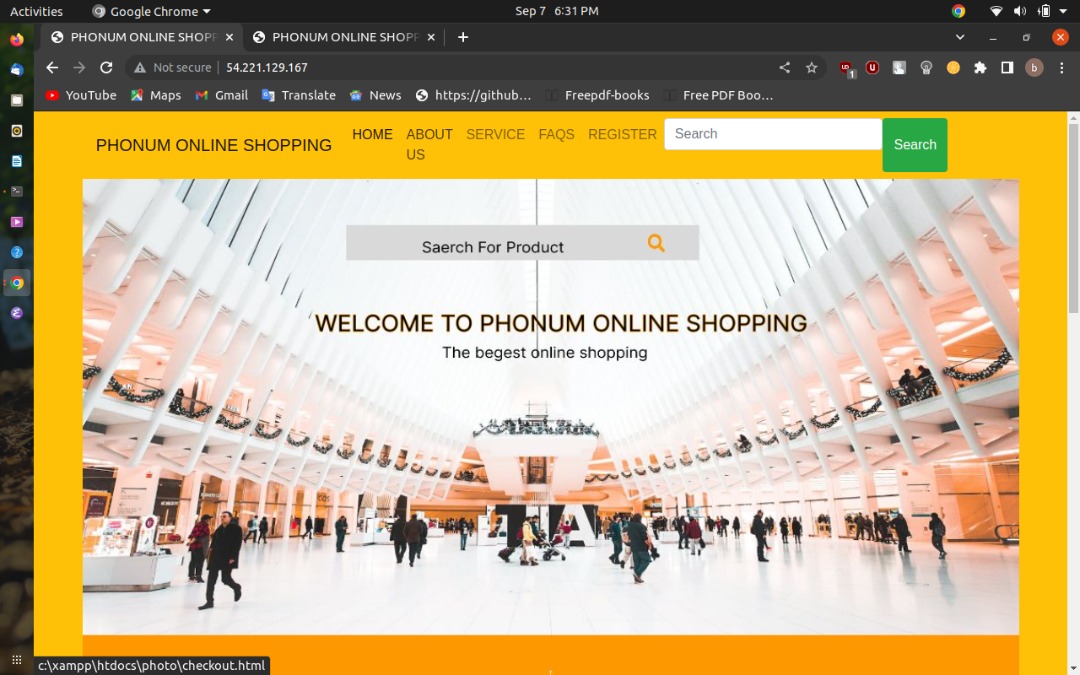 Activities Google Chrome Sep 7 6:31 PM
PHONUM ONLINE SHOPP PHONUM ONLINE SHOPP
Not secure 54.221.129.167
YouTube Maps Gmail Translate News https://github... Freepdf-books Free PDF Boo...
PHONUM ONLINE SHOPPING HOME ABOUT US SERVICE FAQS REGISTER Search Search
Saerch For Product
WELCOME TO PHONUM ONLINE SHOPPING
The begest online shopping
c:\xampp\htdocs\photo\checkout.html